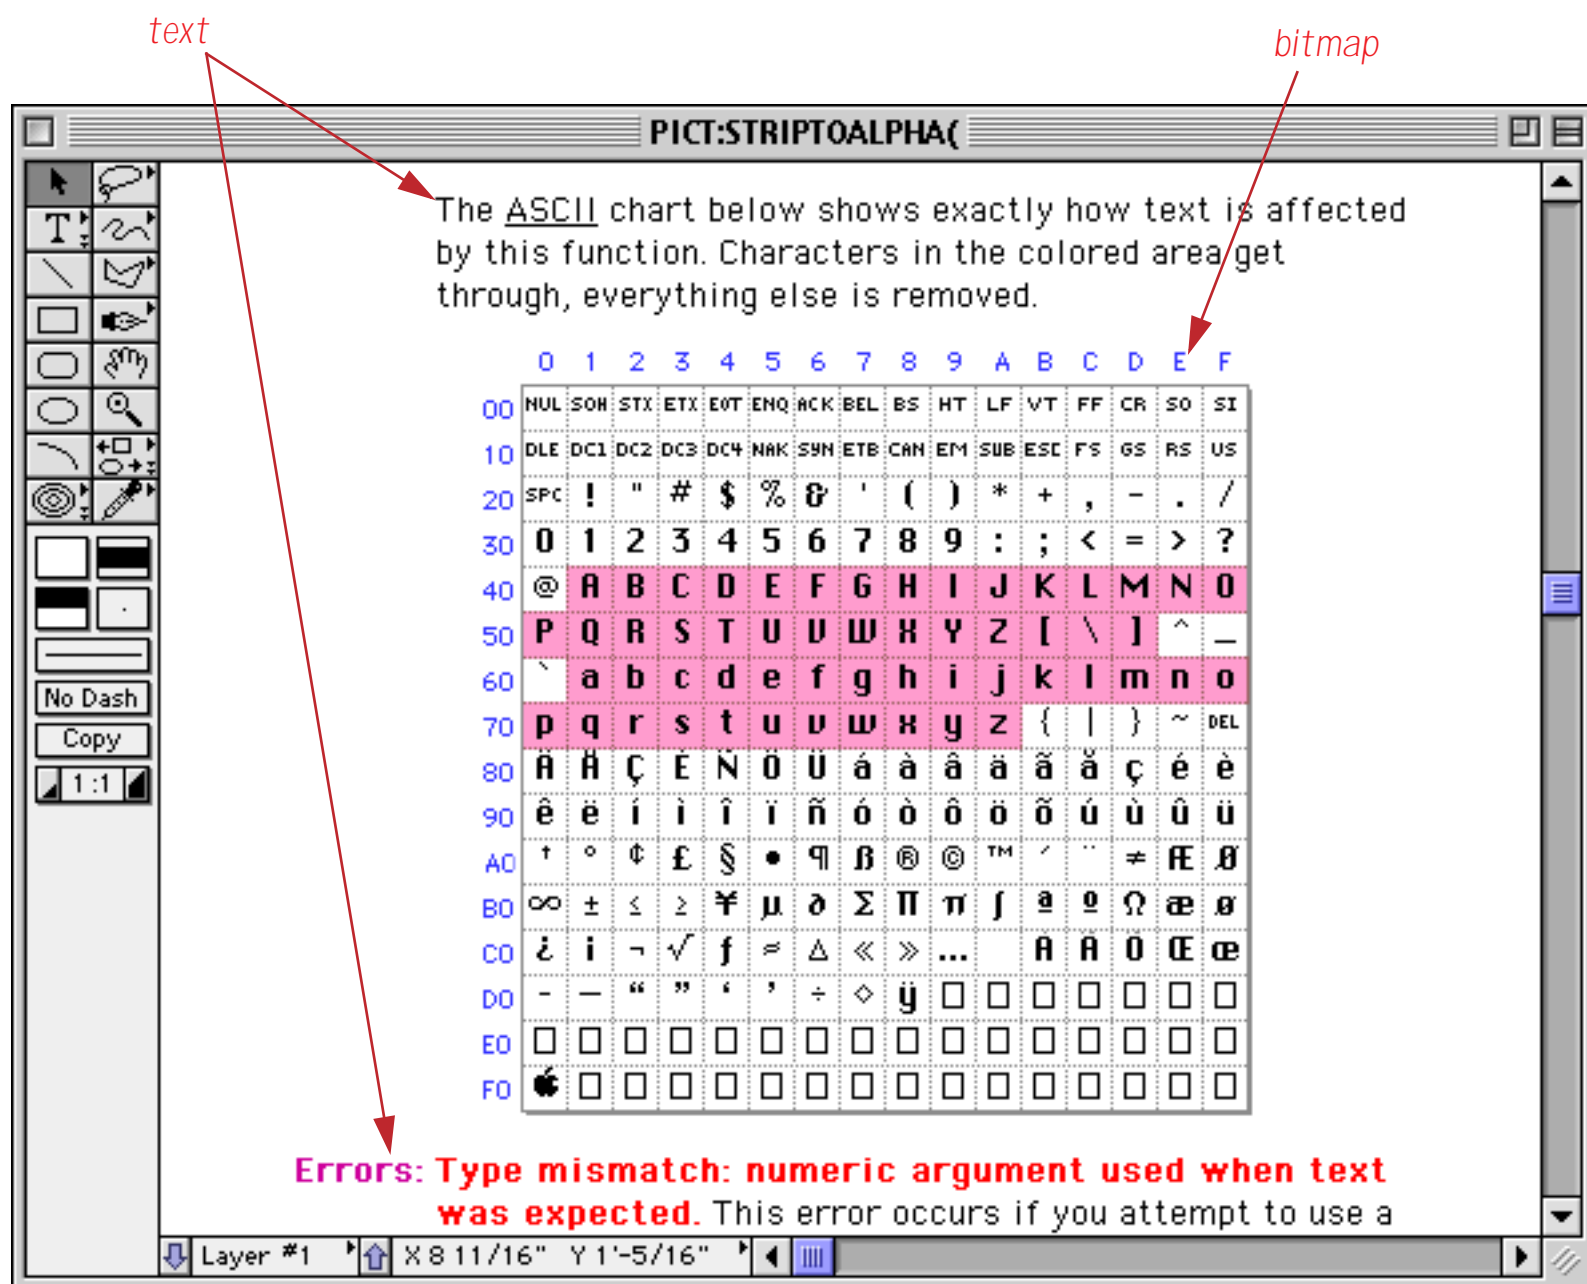 text
bitmap
PICT:STRIPTOALPHA(
The ASCII chart below shows exactly how text is affected
by this function. Characters in the colored area get
through, everything else is removed.
0 1 2 3 4 5 6 7 8 9 A B C D E F
00 NUL SOH STX ETX EOT ENQ ACK BEL BS HT LF VT FF CR SO SI
10 DLE DC1 DC2 DC3 DC4 NAK SYN ETB CAN EM SUB ESC FS GS RS US
20 SPC ! " # $ % & ' ( ) * + , - . /
30 0 1 2 3 4 5 6 7 8 9 : ; < = > ?
40 @ A B C D E F G H I J K L M N O
50 P Q R S T U V W X Y Z [ \ ] ^ _
60 ` a b c d e f g h i j k l m n o
70 p q r s t u v w x y z { | } ~ DEL
80 Ä Å Ç É Ñ Ö Ü á à â ä ã å ç é è
90 ê ë í ì î ï ñ ó ò ô ö õ ú ù û ü
A0 † ° ¢ £ § • ¶ ß ® © ™ ´ ¨ ≠ Æ Ø
B0 ∞ ± ≤ ≥ ¥ µ ∂ Σ Π π ∫ ª º Ω æ ø
C0 ¿ ¡ ¬ √ ƒ ≈ Δ « » … À Ã Õ Œ œ
D0 – — “ ” ‘ ’ ÷ ◊ ÿ □ □ □ □ □ □ □
E0 □ □ □ □ □ □ □ □ □ □ □ □ □ □ □ □
F0  □ □ □ □ □ □ □ □ □ □ □ □ □ □ □
No Dash
Copy
1:1
Errors: Type mismatch: numeric argument used when text
was expected. This error occurs if you attempt to use a
Layer #1 X 8 11/16" Y 1'-5/16"